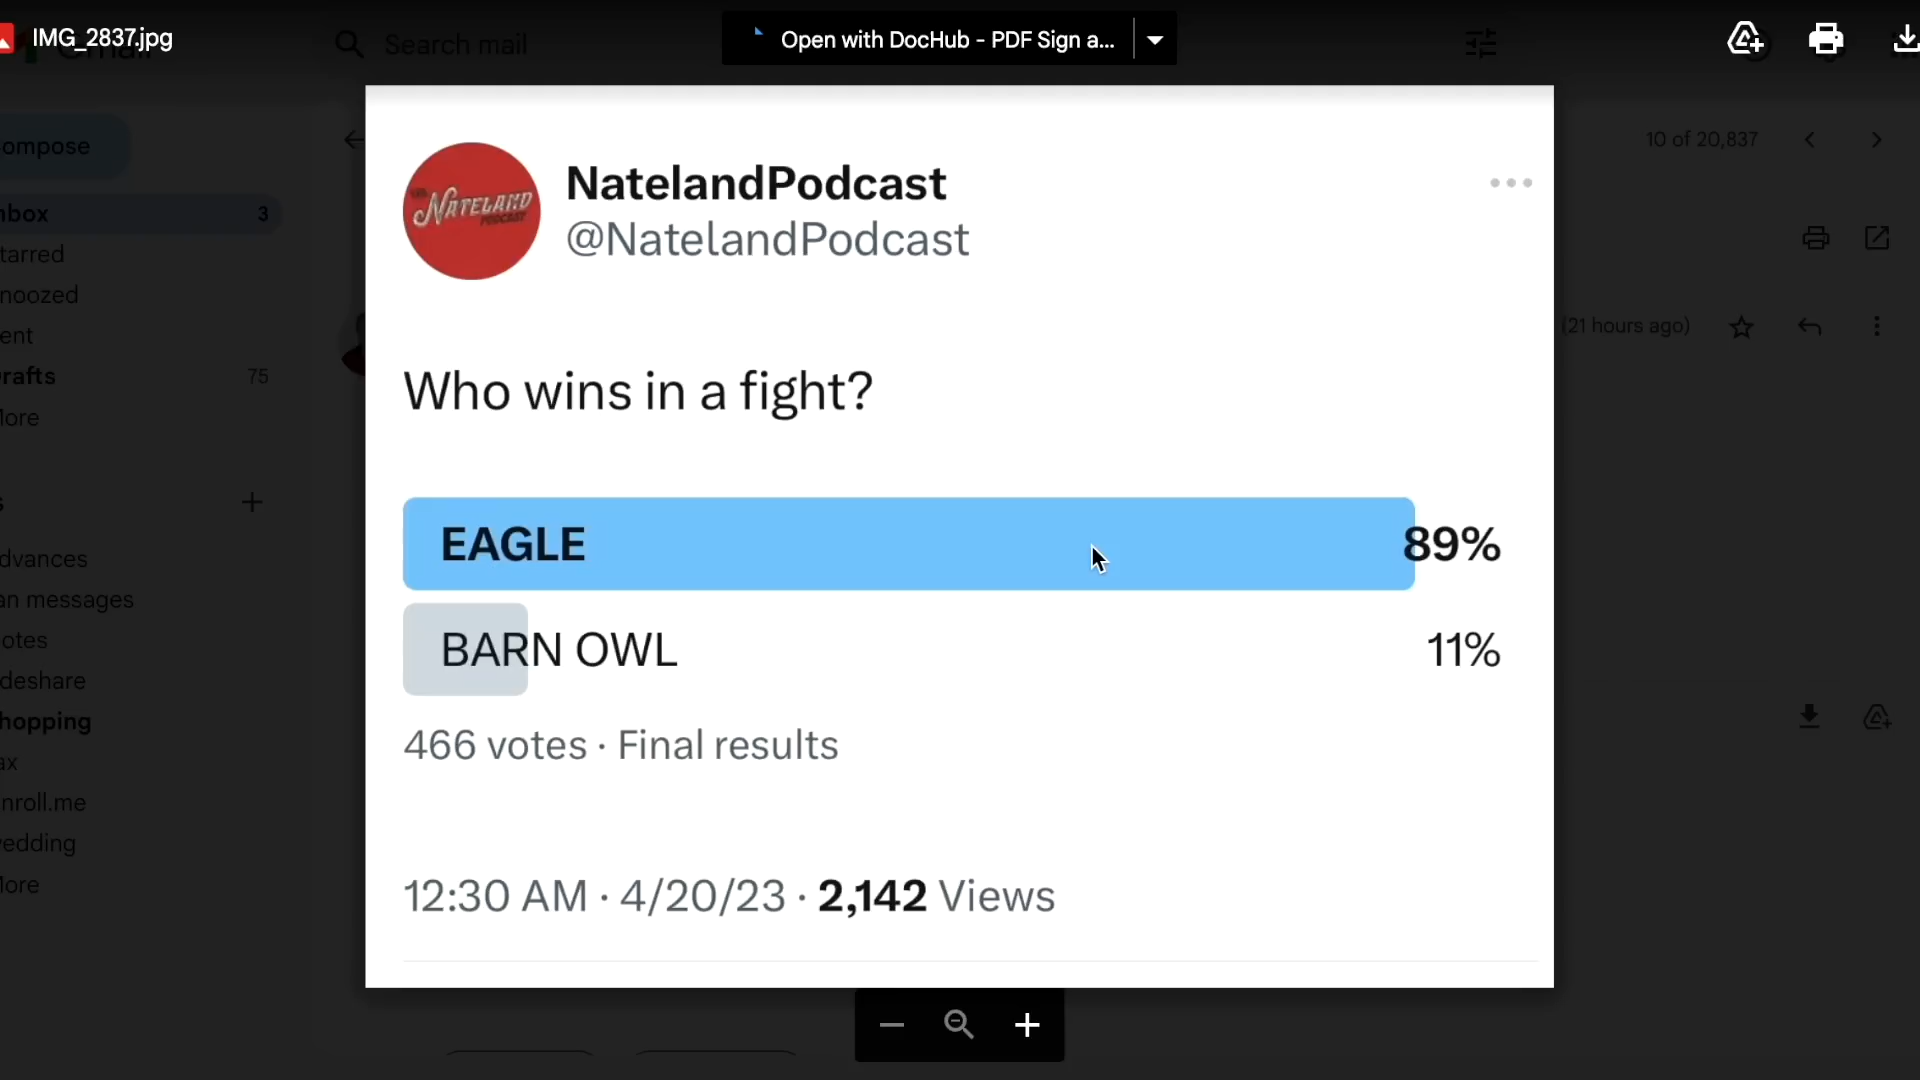 IMG_2837.jpg
Search mail
Open with DocHub - PDF Sign a...
ompose
10 of 20,837
nbox 3
tarred
noozed
ent
rafts 75
lore
NATELAND
PODCAST
NatelandPodcast
@NatelandPodcast
(21 hours ago)
Who wins in a fight?
EAGLE 89%
BARN OWL 11%
466 votes · Final results
12:30 AM · 4/20/23 · 2,142 Views
dvances
an messages
otes
deshare
hopping
ax
nroll.me
edding
lore